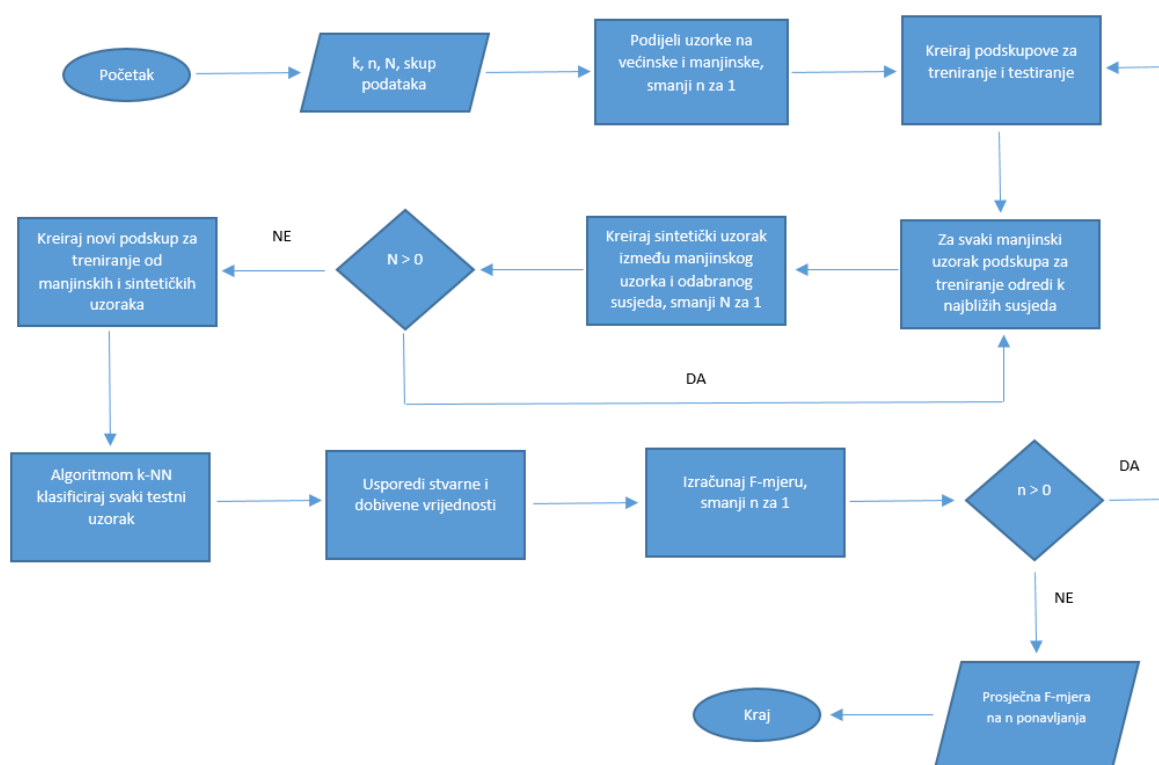 Početak
k, n, N, skup
podataka
Podijeli uzorke na
većinske i manjinske,
smanji n za 1
Kreiraj podskupove za
treniranje i testiranje
Kreiraj novi podskup za
treniranje od
manjinskih i sintetičkih
uzoraka
NE
N > 0
Kreiraj sintetički uzorak
između manjinskog
uzorka i odabranog
susjeda, smanji N za 1
Za svaki manjinski
uzorak podskupa za
treniranje odredi k
najbližih susjeda
DA
Algoritmom k-NN
klasificiraj svaki testni
uzorak
Usporedi stvarne i
dobivene vrijednosti
Izračunaj F-mjeru,
smanji n za 1
n > 0
DA
NE
Kraj
Prosječna F-mjera
na n ponavljanja